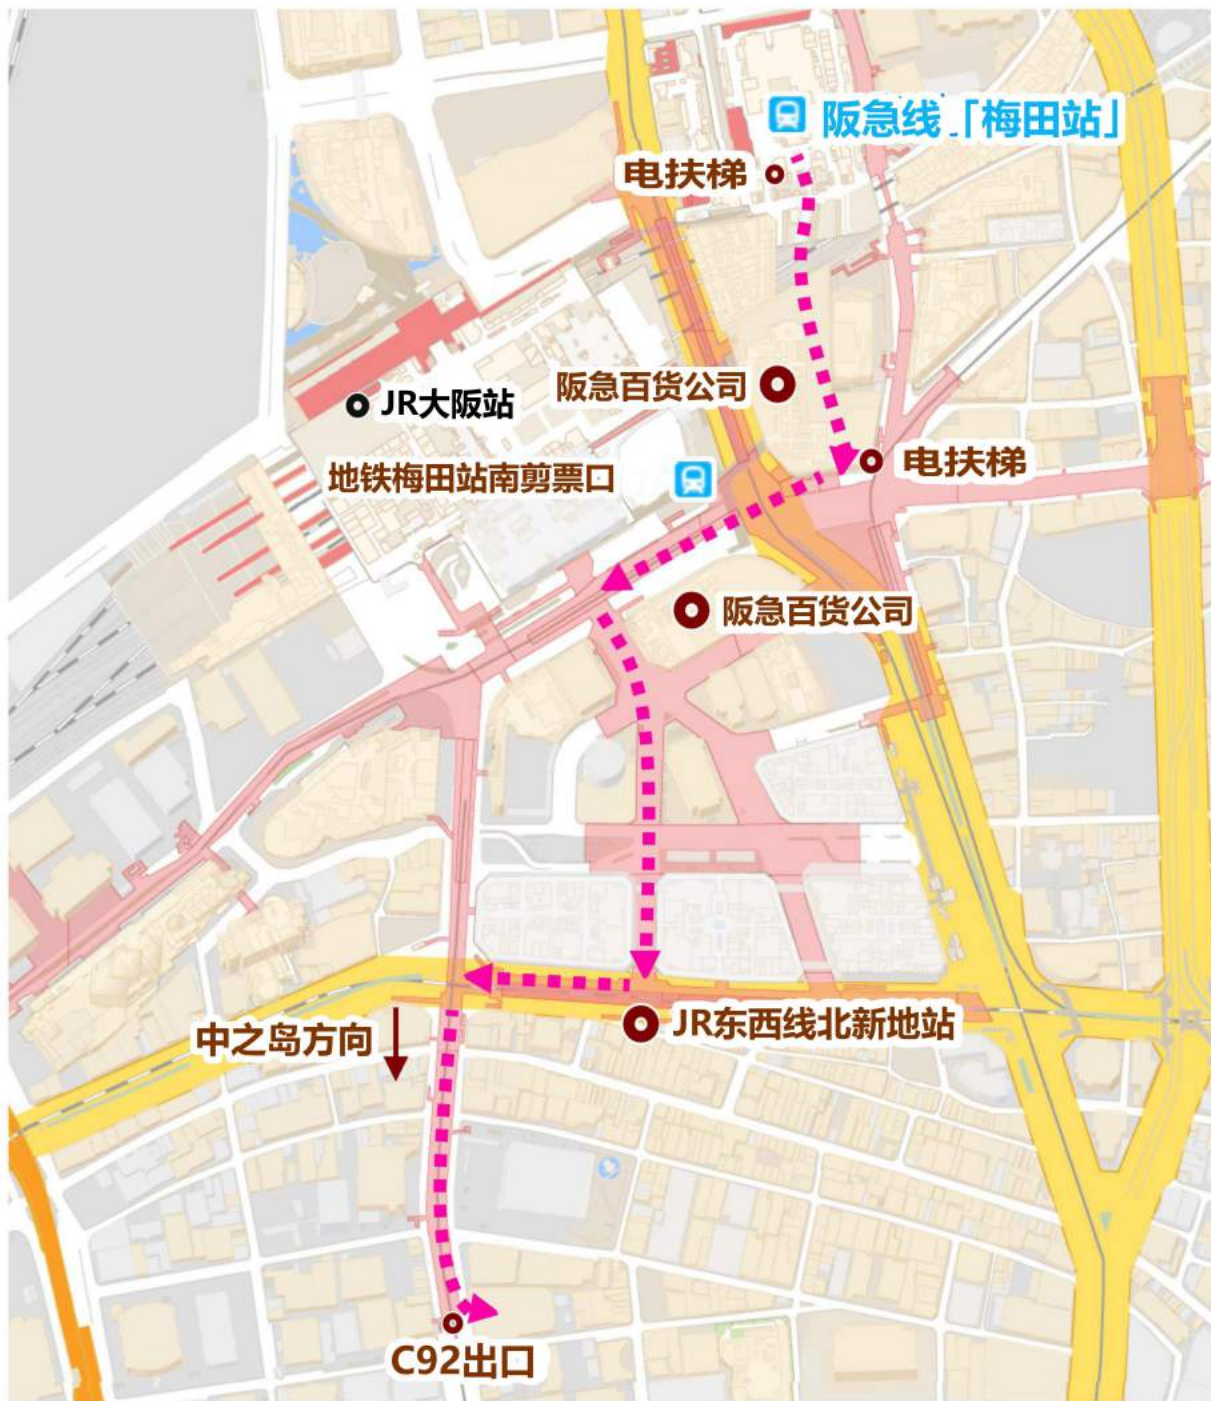 阪急线「梅田站」
电扶梯
阪急百货公司
JR大阪站
电扶梯
地铁梅田站南剪票口
阪急百货公司
JR东西线北新地站
中之岛方向
C92出口